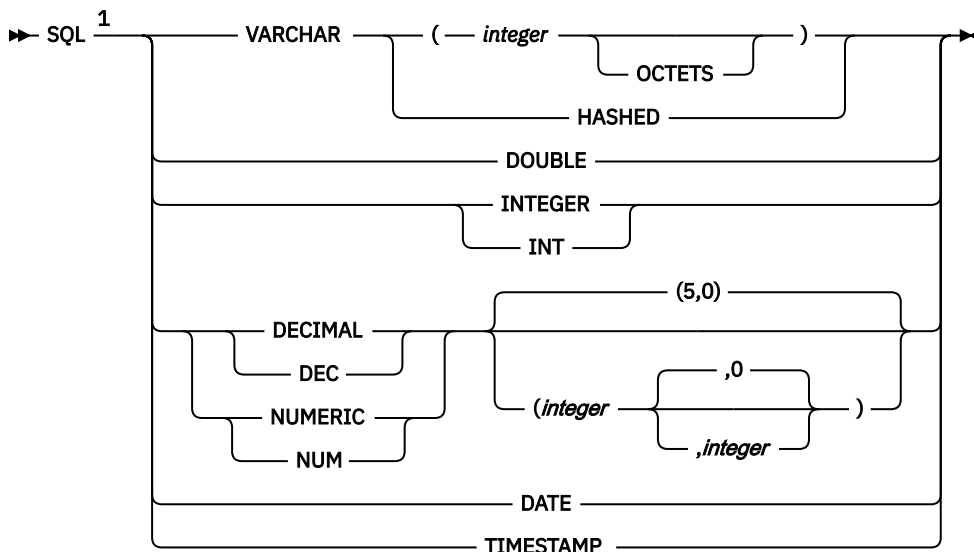 1
SQL VARCHAR ( integer )
OCTETS
HASHED
DOUBLE
INTEGER
INT
(5,0)
DECIMAL
DEC
,0
NUMERIC (integer )
NUM ,integer
DATE
TIMESTAMP